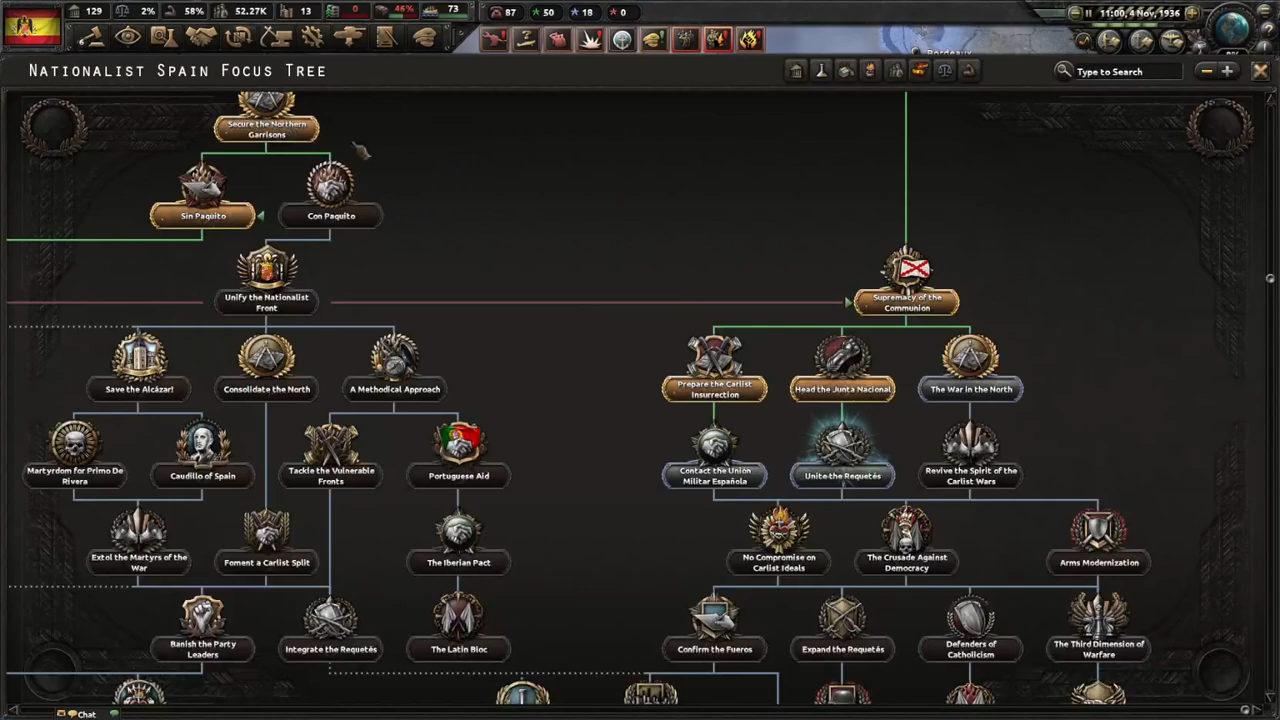 129 2% 58% 52.27K 13 0 46% 73 87 50 18 0
11:00, 4 Nov, 1936
Bordeaux
Nationalist Spain Focus Tree
Type to Search
Secure the Northern
Garrisons
Sin Paquito
Con Paquito
Unify the Nationalist
Front
Supremacy of the
Communion
Save the Alcázar!
Consolidate the North
A Methodical Approach
Prepare the Carlist
Insurrection
Head the Junta Nacional
The War in the North
Martyrdom for Primo De
Rivera
Caudillo of Spain
Tackle the Vulnerable
Fronts
Portuguese Aid
Contact the Unión
Militar Española
Unite the Requetés
Revive the Spirit of the
Carlist Wars
Extol the Martyrs of the
War
Foment a Carlist Split
The Iberian Pact
No Compromise on
Carlist Ideals
The Crusade Against
Democracy
Arms Modernization
Banish the Party
Leaders
Integrate the Requetés
The Latin Bloc
Confirm the Fueros
Expand the Requetés
Defenders of
Catholicism
The Third Dimension of
Warfare
Chat